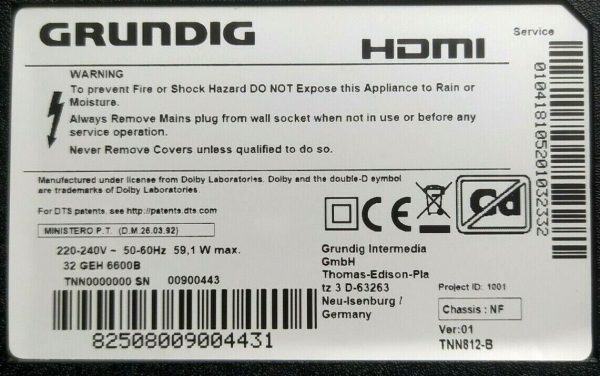 GRUNDIG
HDMI
Service
WARNING
To prevent Fire or Shock Hazard DO NOT Expose this Appliance to Rain or
Moisture.
Always Remove Mains plug from wall socket when not in use or before any
service operation.
Never Remove Covers unless qualified to do so.
Manufactured under license from Dolby Laboratories. Dolby and the double-D symbol
are trademarks of Dolby Laboratories.
For DTS patents, see http://patents.dts.com
MINISTERO P.T. (D.M.26.03.92)
220-240V ~ 50-60Hz 59,1 W max.
32 GEH 6600B
TNN0000000 SN 00900443
82508009004431
CE
Pb
Grundig Intermedia
GmbH
Thomas-Edison-Pla
tz 3 D-63263
Neu-Isenburg /
Germany
Project ID: 1001
Chassis : NF
Ver:01
TNN812-B
010418105201032332